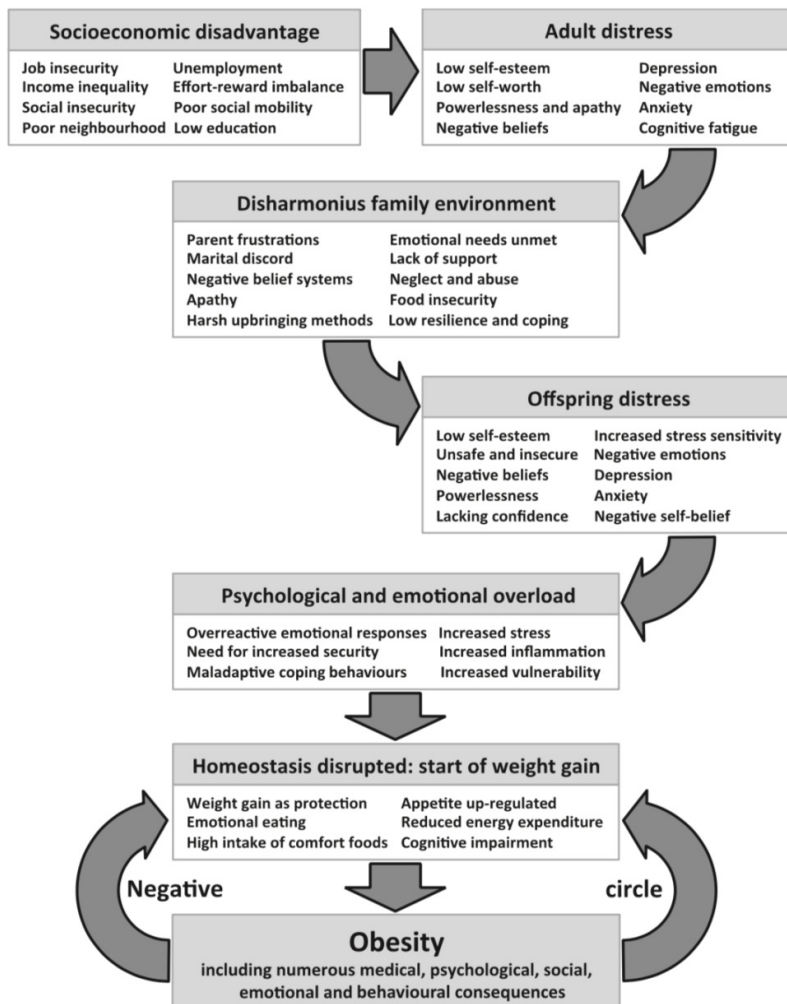 Socioeconomic disadvantage
Job insecurity Unemployment
Income inequality Effort-reward imbalance
Social insecurity Poor social mobility
Poor neighbourhood Low education
Adult distress
Low self-esteem Depression
Low self-worth Negative emotions
Powerlessness and apathy Anxiety
Negative beliefs Cognitive fatigue
Disharmonius family environment
Parent frustrations Emotional needs unmet
Marital discord Lack of support
Negative belief systems Neglect and abuse
Apathy Food insecurity
Harsh upbringing methods Low resilience and coping
Offspring distress
Low self-esteem Increased stress sensitivity
Unsafe and insecure Negative emotions
Negative beliefs Depression
Powerlessness Anxiety
Lacking confidence Negative self-belief
Psychological and emotional overload
Overreactive emotional responses Increased stress
Need for increased security Increased inflammation
Maladaptive coping behaviours Increased vulnerability
Homeostasis disrupted: start of weight gain
Weight gain as protection Appetite up-regulated
Emotional eating Reduced energy expenditure
High intake of comfort foods Cognitive impairment
Negative circle
Obesity
including numerous medical, psychological, social,
emotional and behavioural consequences